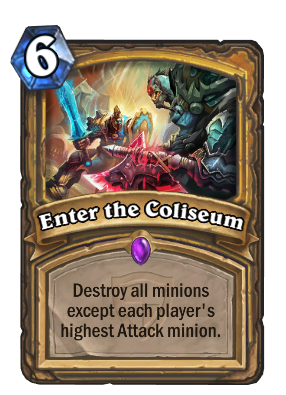 6
Enter the Coliseum
Destroy all minions
except each player's
highest Attack minion.